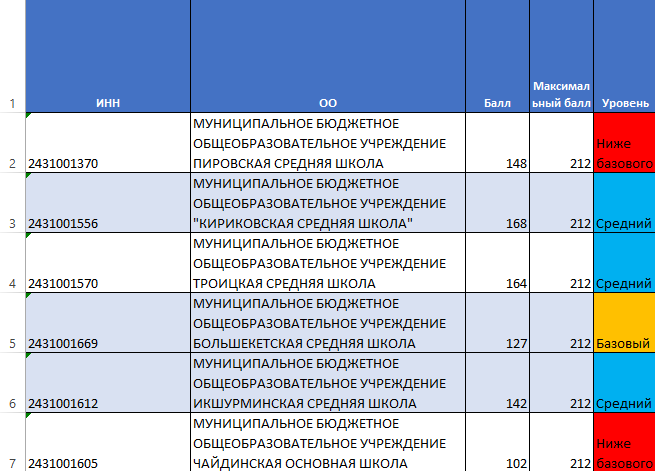 Максимал
1 ИНН ОО Балл ьный балл Уровень
МУНИЦИПАЛЬНОЕ БЮДЖЕТНОЕ
ОБЩЕОБРАЗОВАТЕЛЬНОЕ УЧРЕЖДЕНИЕ Ниже
2 2431001370 ПИРОВСКАЯ СРЕДНЯЯ ШКОЛА 148 212 базового
МУНИЦИПАЛЬНОЕ БЮДЖЕТНОЕ
ОБЩЕОБРАЗОВАТЕЛЬНОЕ УЧРЕЖДЕНИЕ
3 2431001556 "КИРИКОВСКАЯ СРЕДНЯЯ ШКОЛА" 168 212 Средний
МУНИЦИПАЛЬНОЕ БЮДЖЕТНОЕ
ОБЩЕОБРАЗОВАТЕЛЬНОЕ УЧРЕЖДЕНИЕ
4 2431001570 ТРОИЦКАЯ СРЕДНЯЯ ШКОЛА 164 212 Средний
МУНИЦИПАЛЬНОЕ БЮДЖЕТНОЕ
ОБЩЕОБРАЗОВАТЕЛЬНОЕ УЧРЕЖДЕНИЕ
5 2431001669 БОЛЬШЕКЕТСКАЯ СРЕДНЯЯ ШКОЛА 127 212 Базовый
МУНИЦИПАЛЬНОЕ БЮДЖЕТНОЕ
ОБЩЕОБРАЗОВАТЕЛЬНОЕ УЧРЕЖДЕНИЕ
6 2431001612 ИКШУРМИНСКАЯ СРЕДНЯЯ ШКОЛА 142 212 Средний
МУНИЦИПАЛЬНОЕ БЮДЖЕТНОЕ
ОБЩЕОБРАЗОВАТЕЛЬНОЕ УЧРЕЖДЕНИЕ Ниже
7 2431001605 ЧАЙДИНСКАЯ ОСНОВНАЯ ШКОЛА 102 212 базового